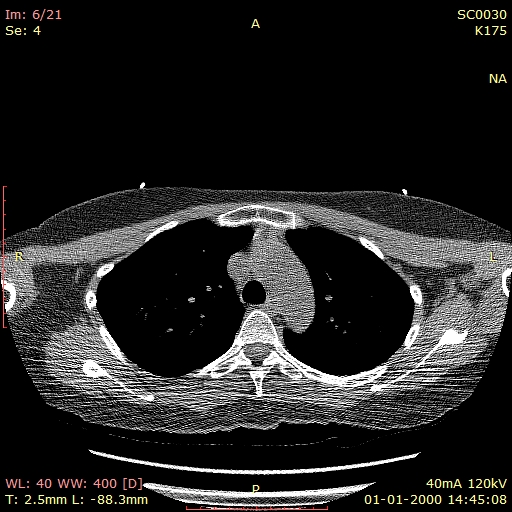 Im: 6/21
Se: 4
A
SC0030
K175
NA
R
L
WL: 40 WW: 400 [D]
T: 2.5mm L: -88.3mm
P
40mA 120kV
01-01-2000 14:45:08